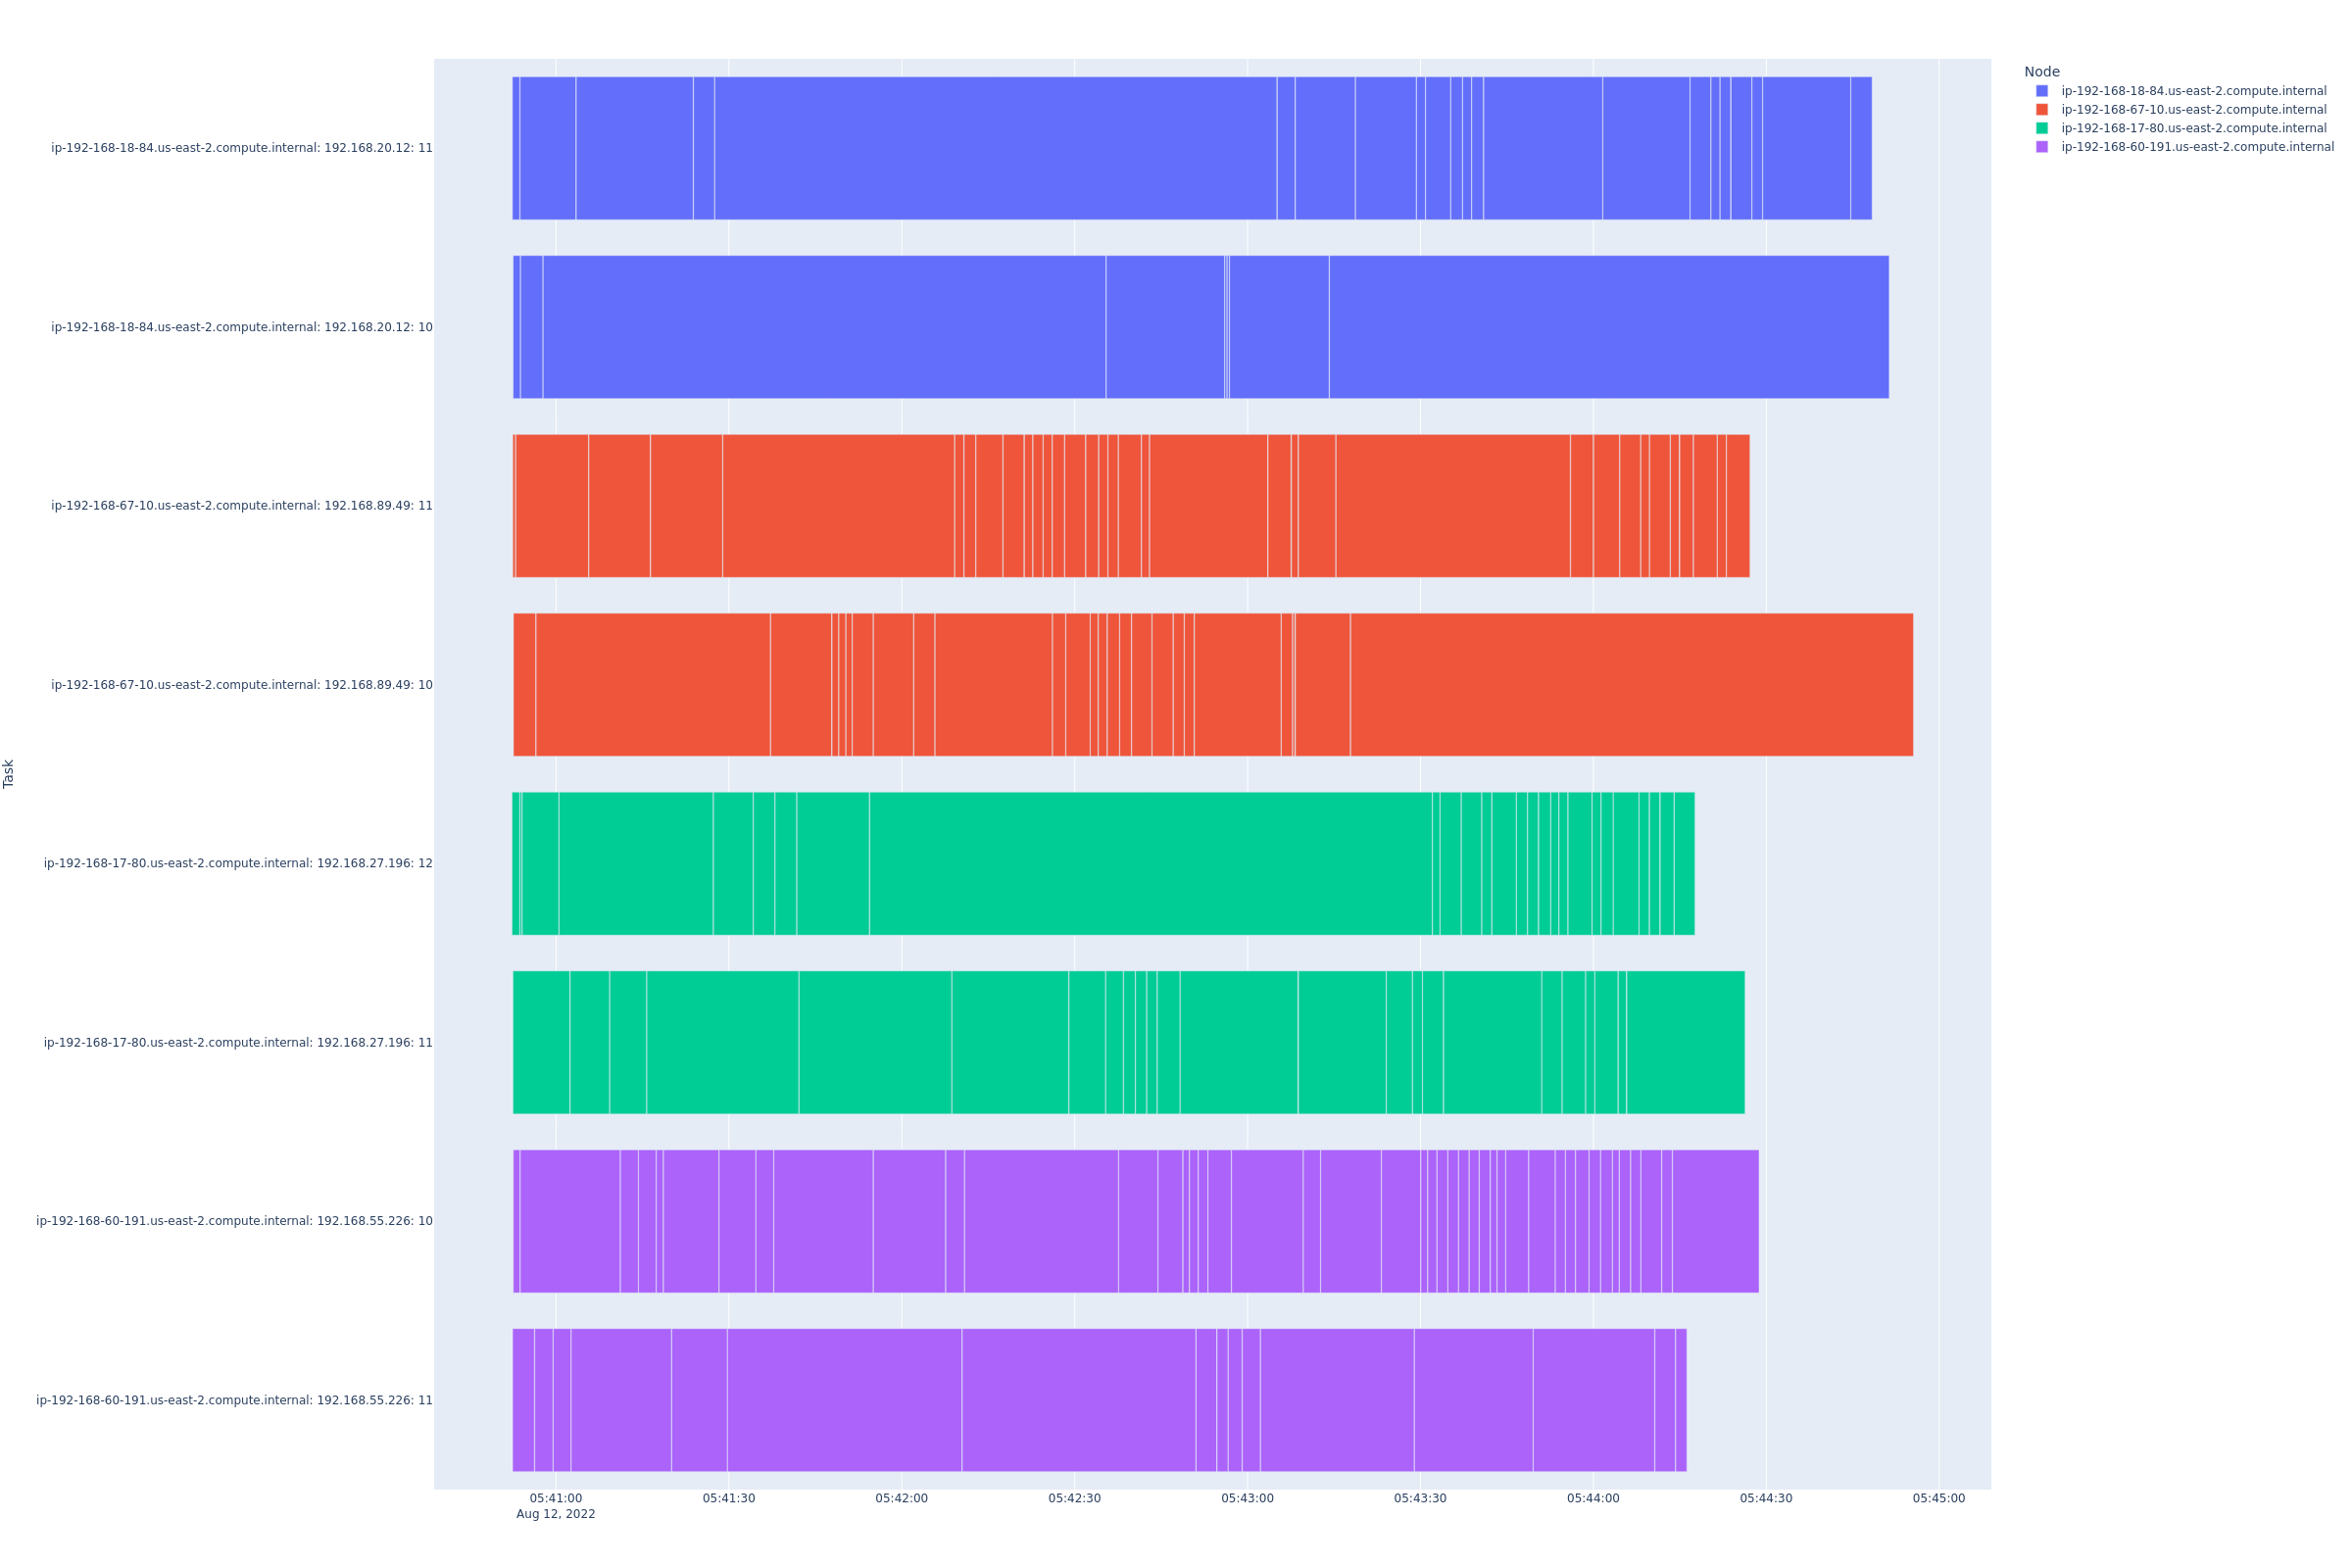 Node
ip-192-168-18-84.us-east-2.compute.internal
ip-192-168-67-10.us-east-2.compute.internal
ip-192-168-17-80.us-east-2.compute.internal
ip-192-168-60-191.us-east-2.compute.internal
ip-192-168-18-84.us-east-2.compute.internal: 192.168.20.12: 11
ip-192-168-18-84.us-east-2.compute.internal: 192.168.20.12: 10
ip-192-168-67-10.us-east-2.compute.internal: 192.168.89.49: 11
ip-192-168-67-10.us-east-2.compute.internal: 192.168.89.49: 10
Task
ip-192-168-17-80.us-east-2.compute.internal: 192.168.27.196: 12
ip-192-168-17-80.us-east-2.compute.internal: 192.168.27.196: 11
ip-192-168-60-191.us-east-2.compute.internal: 192.168.55.226: 10
ip-192-168-60-191.us-east-2.compute.internal: 192.168.55.226: 11
05:41:00 05:41:30 05:42:00 05:42:30 05:43:00 05:43:30 05:44:00 05:44:30 05:45:00
Aug 12, 2022